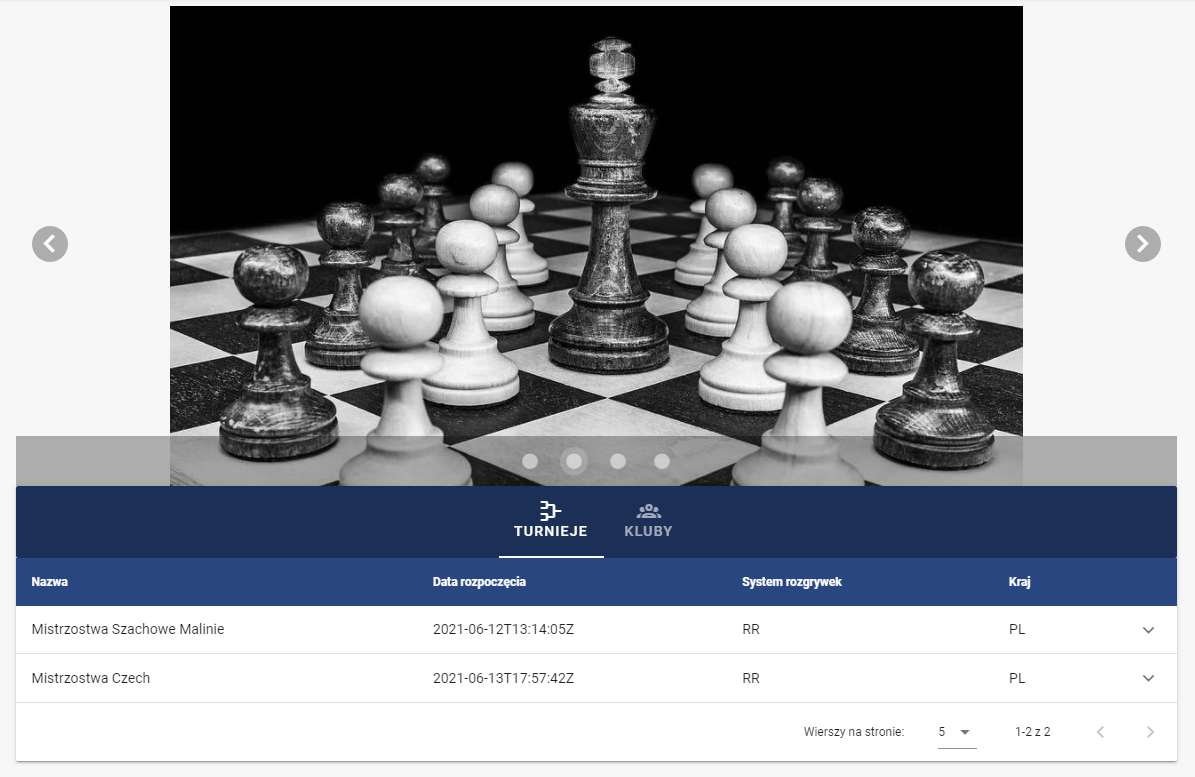 TURNIEJE KLUBY
Nazwa Data rozpoczęcia System rozgrywek Kraj
Mistrzostwa Szachowe Malinie 2021-06-12T13:14:05Z RR PL
Mistrzostwa Czech 2021-06-13T17:57:42Z RR PL
Wierszy na stronie: 5 1-2 z 2